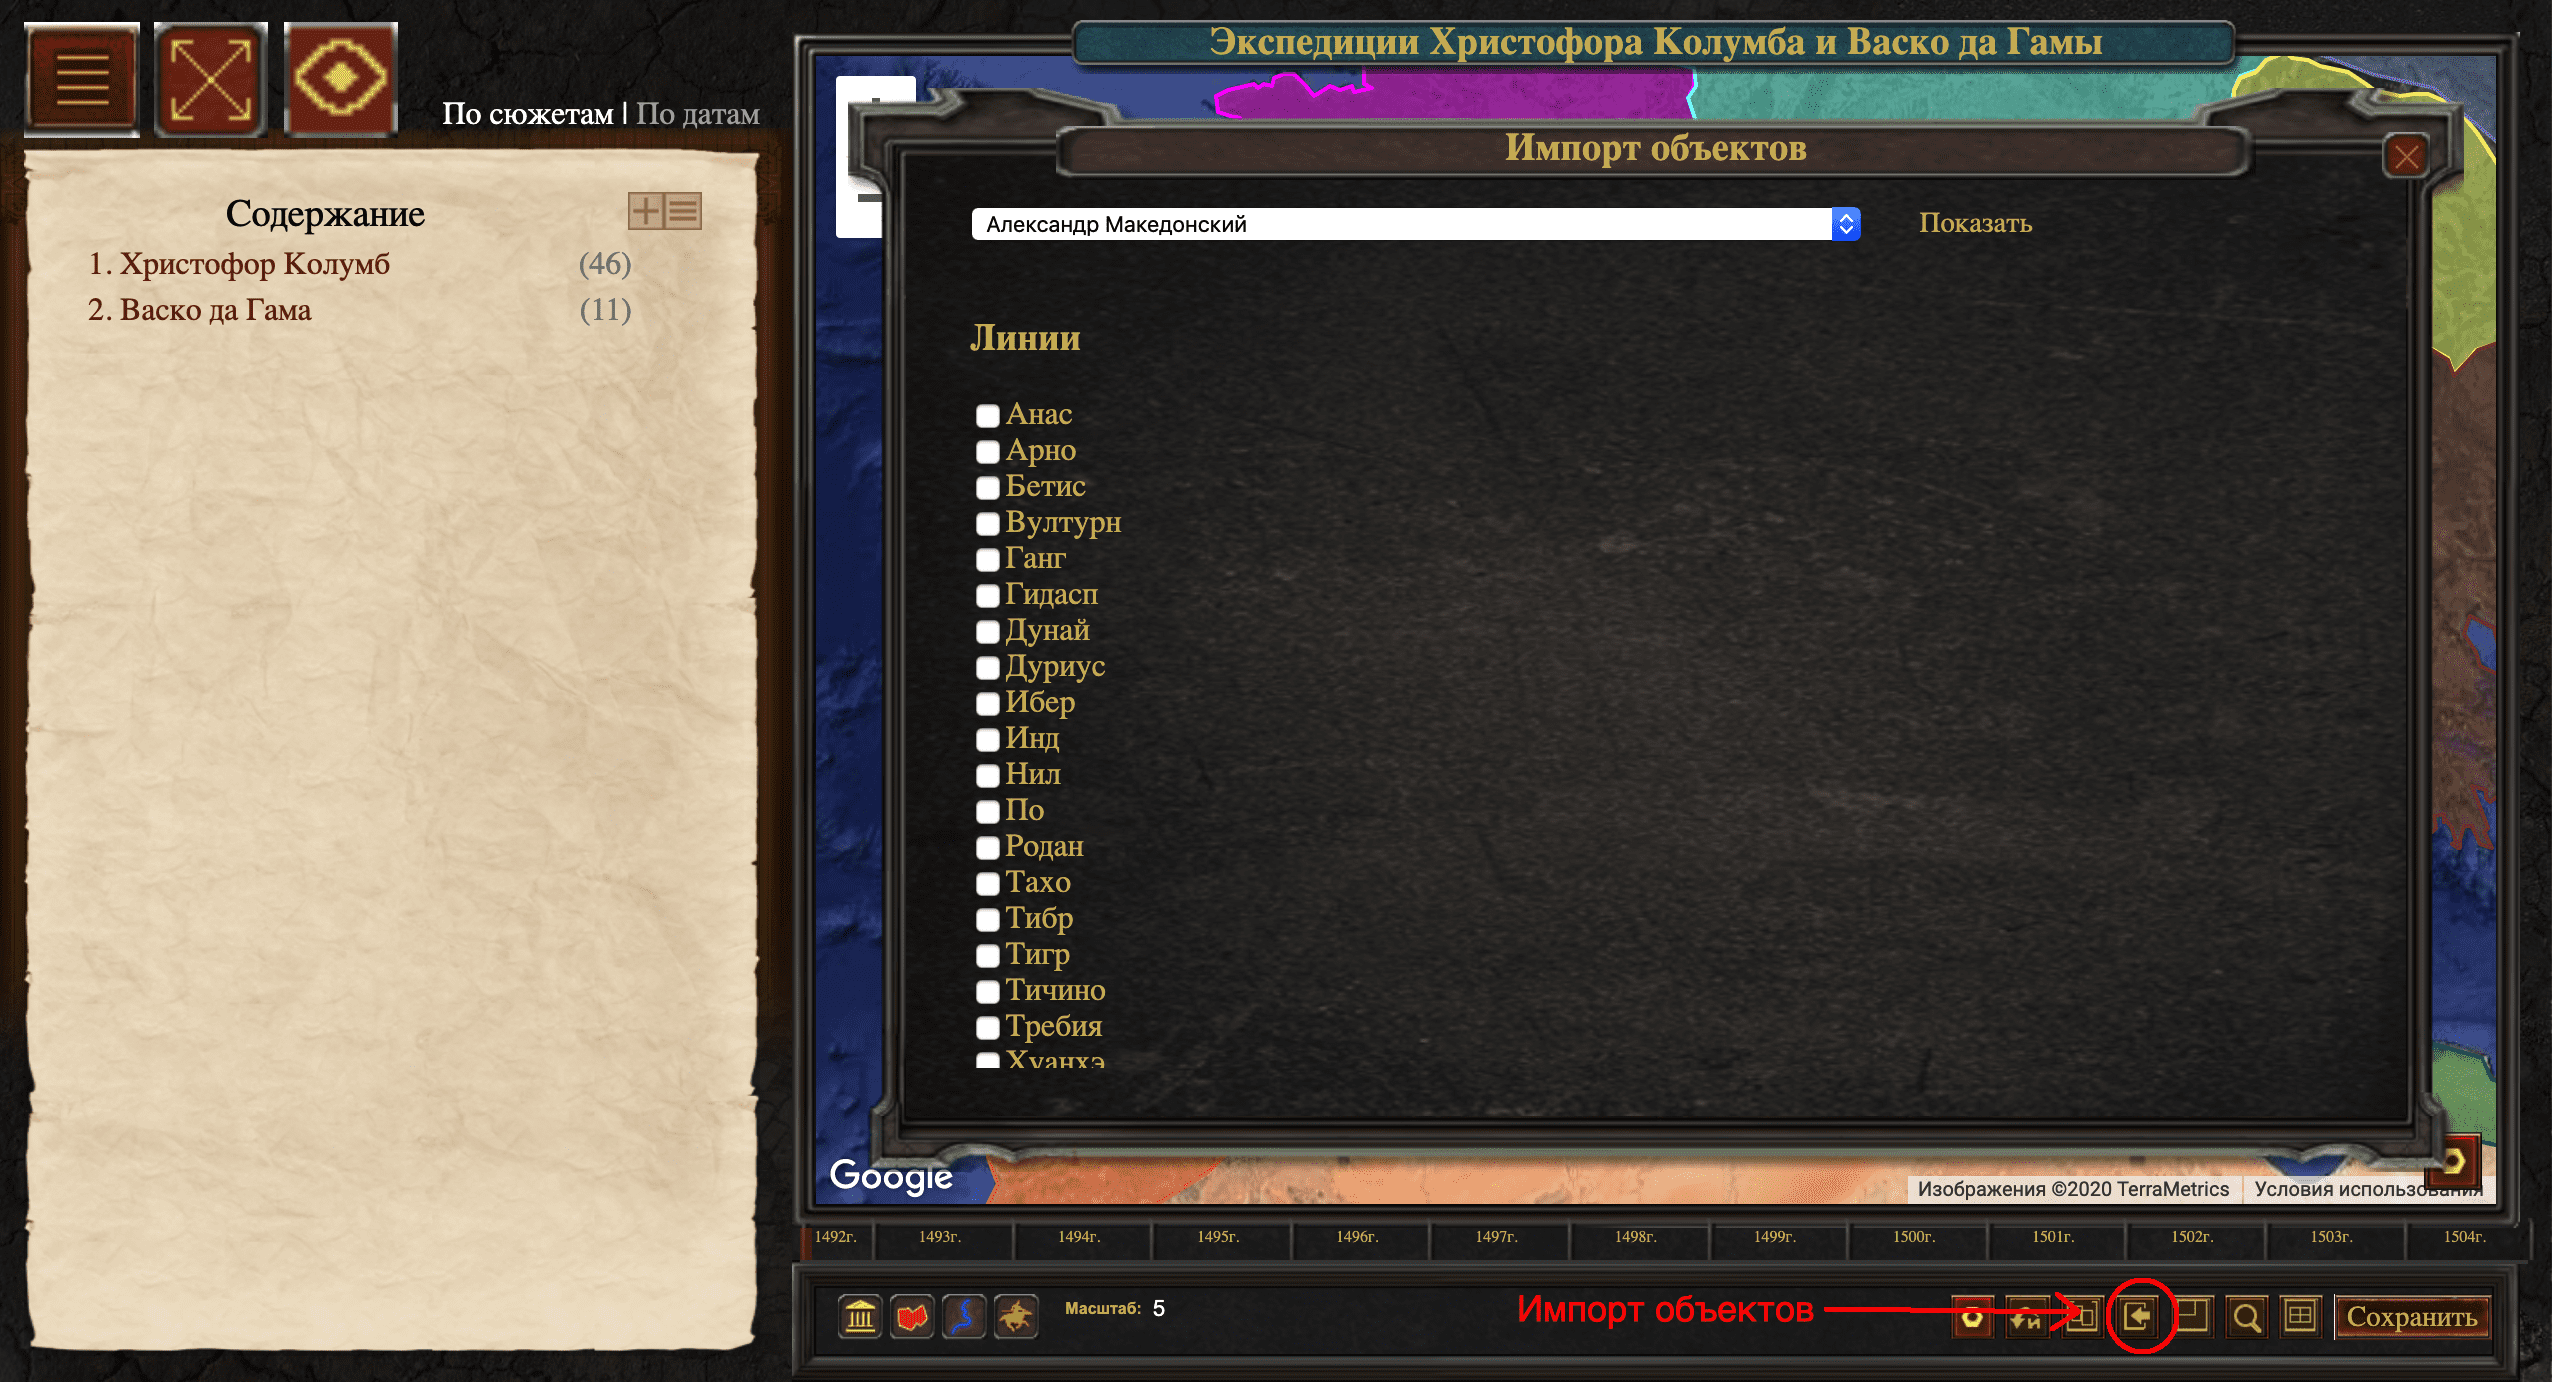 Экспедиции Христофора Колумба и Васко да Гамы
По сюжетам | По датам
Импорт объектов
Содержание
1. Христофор Колумб (46)
2. Васко да Гама (11)
Александр Македонский
Показать
Линии
Анас
Арно
Бетис
Вултурн
Ганг
Гидасп
Дунай
Дуриус
Ибер
Инд
Нил
По
Родан
Тахо
Тибр
Тигр
Тичино
Требия
Хуанхэ
Google
Изображения ©2020 TerraMetrics
Условия использования
1492г. 1493г. 1494г. 1495г. 1496г. 1497г. 1498г. 1499г. 1500г. 1501г. 1502г. 1503г. 1504г.
Масштаб: 5
Импорт объектов
Сохранить